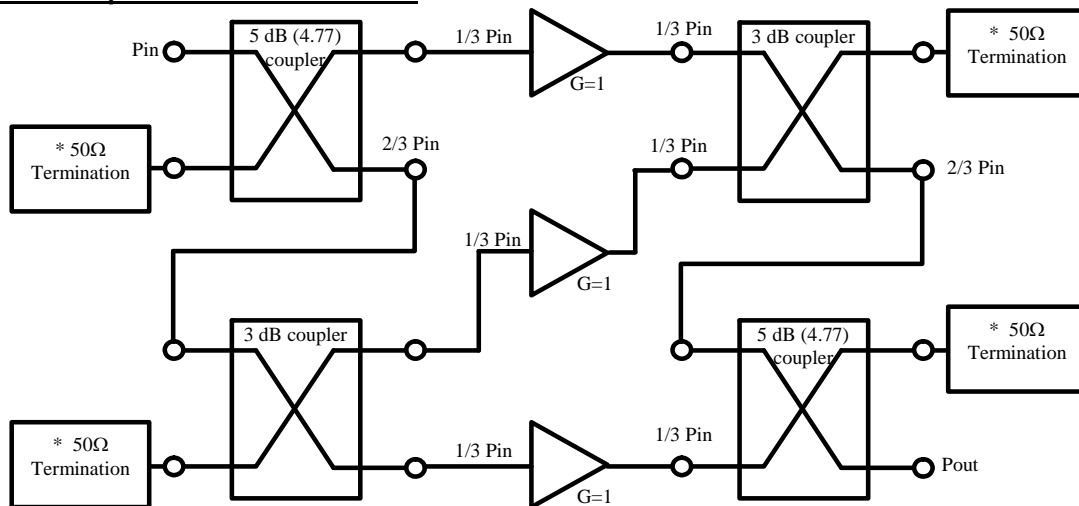 Pin
5 dB (4.77)
coupler
1/3 Pin
G=1
1/3 Pin
3 dB coupler
* 50Ω
Termination
* 50Ω
Termination
2/3 Pin
1/3 Pin
2/3 Pin
1/3 Pin
G=1
3 dB coupler
5 dB (4.77)
coupler
* 50Ω
Termination
* 50Ω
Termination
1/3 Pin
G=1
1/3 Pin
Pout